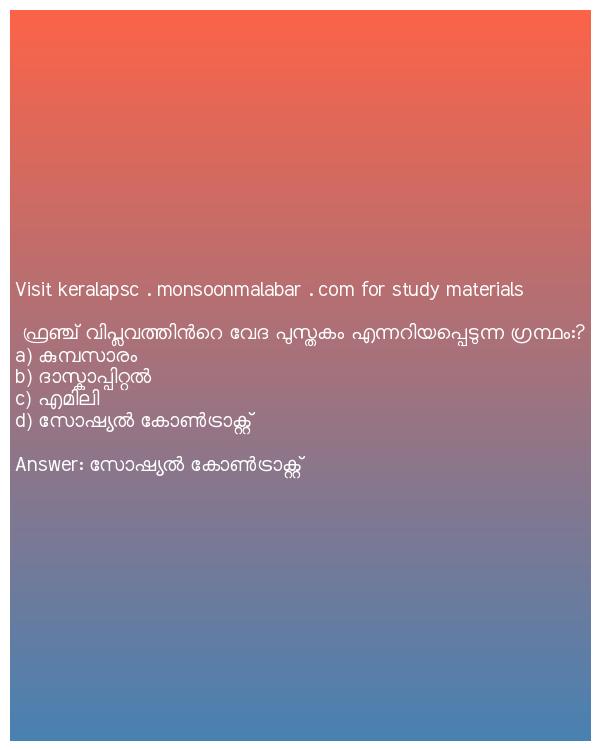 Visit keralapsc . monsoonmalabar . com for study materials
ഫ്രഞ്ച് വിപ്ലവത്തിൻറെ വേദ പുസ്തകം എന്നറിയപ്പെടുന്ന ഗ്രന്ഥം:?
a) കുമ്പസാരം
b) ദാസ്കാപ്പിറ്റൽ
c) എമിലി
d) സോഷ്യൽ കോൺട്രാക്റ്റ്
Answer: സോഷ്യൽ കോൺട്രാക്റ്റ്